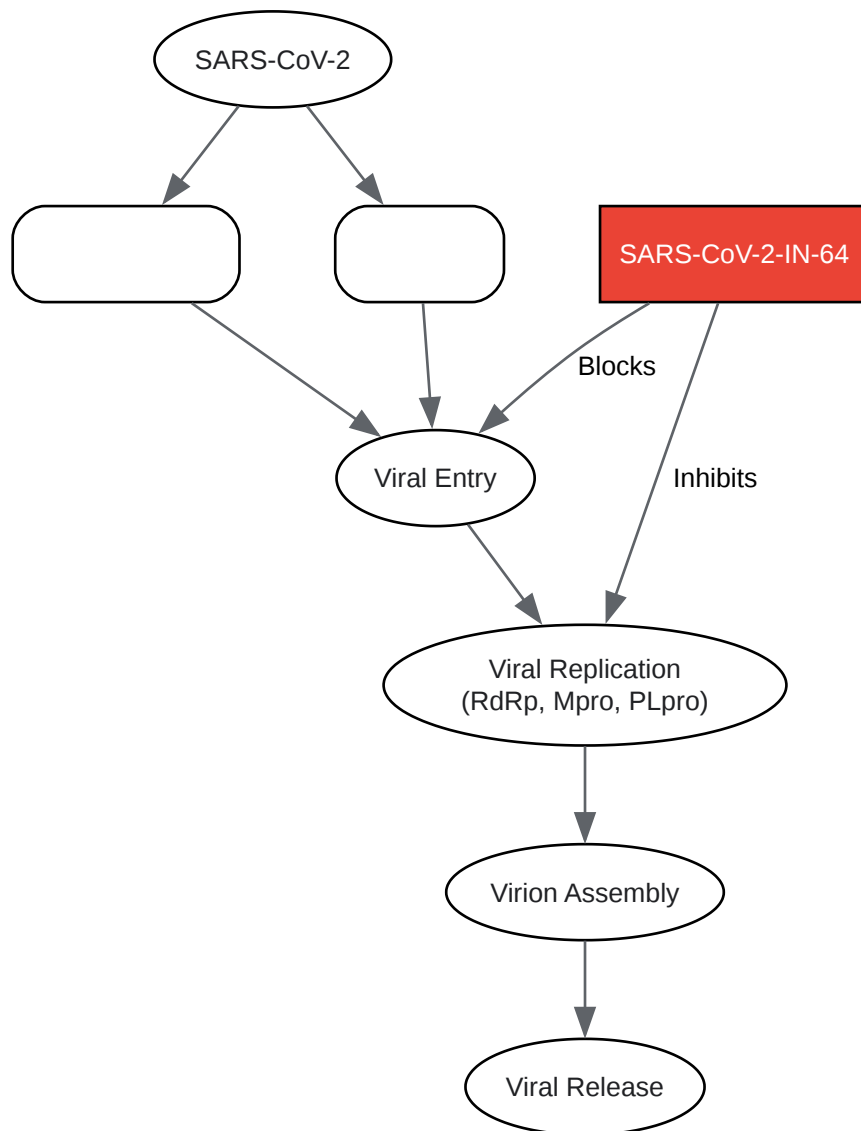 SARS-CoV-2
SARS-CoV-2-IN-64
Blocks
Viral Entry
Inhibits
Viral Replication
(RdRp, Mpro, PLpro)
Virion Assembly
Viral Release